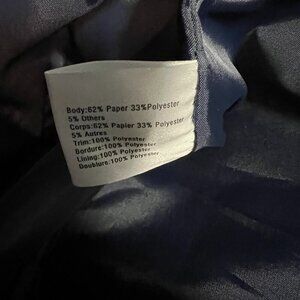 Body:62% Paper 33%Polyester
5% Others
Corps:62% Papier 33% Polyester
5% Autres
Trim:100% Polyester
Bordure:100% Polyester
Lining:100% Polyester
Doublure:100% Polyester